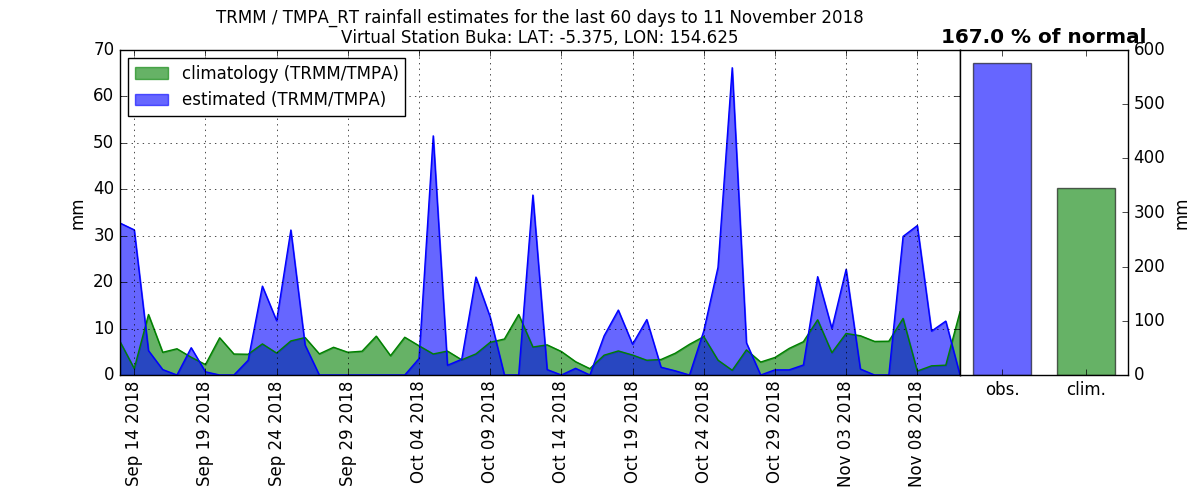 TRMM / TMPA_RT rainfall estimates for the last 60 days to 11 November 2018
Virtual Station Buka: LAT: -5.375, LON: 154.625
167.0 % of normal
climatology (TRMM/TMPA)
estimated (TRMM/TMPA)
70
60
50
40
30
20
10
0
mm
Sep 14 2018
Sep 19 2018
Sep 24 2018
Sep 29 2018
Oct 04 2018
Oct 09 2018
Oct 14 2018
Oct 19 2018
Oct 24 2018
Oct 29 2018
Nov 03 2018
Nov 08 2018
obs.
clim.
600
500
400
300
200
100
0
mm